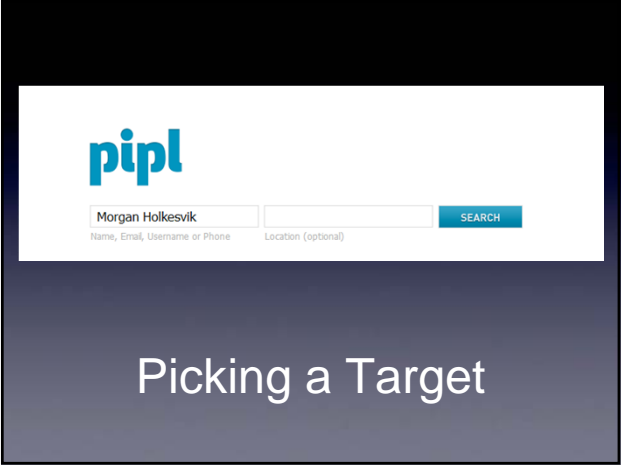 pipl
Morgan Holkesvik SEARCH
Name, Email, Username or Phone Location (optional)
Picking a Target